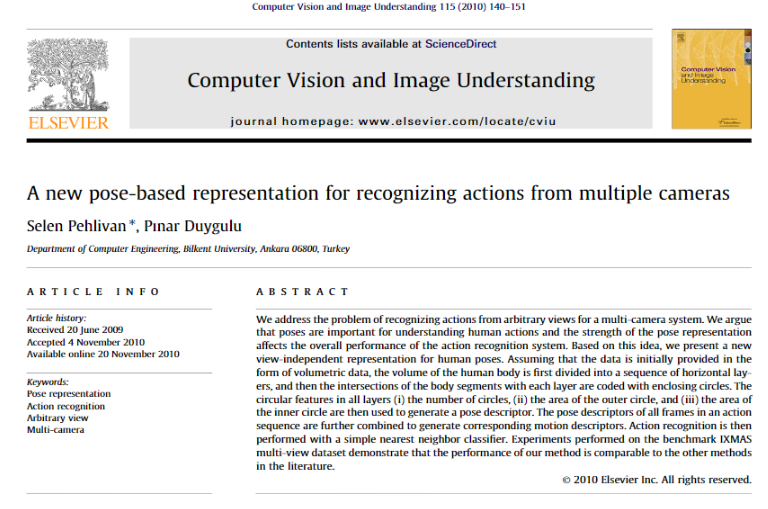 Computer Vision and Image Understanding 115 (2010) 140–151
Contents lists available at ScienceDirect
Computer Vision and Image Understanding
journal homepage: www.elsevier.com/locate/cviu
ELSEVIER
Computer Vision
and Image
Understanding
A new pose-based representation for recognizing actions from multiple cameras
Selen Pehlivan *, Pınar Duygulu
Department of Computer Engineering, Bilkent University, Ankara 06800, Turkey
ARTICLE INFO
Article history:
Received 20 June 2009
Accepted 4 November 2010
Available online 20 November 2010
Keywords:
Pose representation
Action recognition
Arbitrary view
Multi-camera
ABSTRACT
We address the problem of recognizing actions from arbitrary views for a multi-camera system. We argue
that poses are important for understanding human actions and the strength of the pose representation
affects the overall performance of the action recognition system. Based on this idea, we present a new
view-independent representation for human poses. Assuming that the data is initially provided in the
form of volumetric data, the volume of the human body is first divided into a sequence of horizontal lay-
ers, and then the intersections of the body segments with each layer are coded with enclosing circles. The
circular features in all layers (i) the number of circles, (ii) the area of the outer circle, and (iii) the area of
the inner circle are then used to generate a pose descriptor. The pose descriptors of all frames in an action
sequence are further combined to generate corresponding motion descriptors. Action recognition is then
performed with a simple nearest neighbor classifier. Experiments performed on the benchmark IXMAS
multi-view dataset demonstrate that the performance of our method is comparable to the other methods
in the literature.
© 2010 Elsevier Inc. All rights reserved.